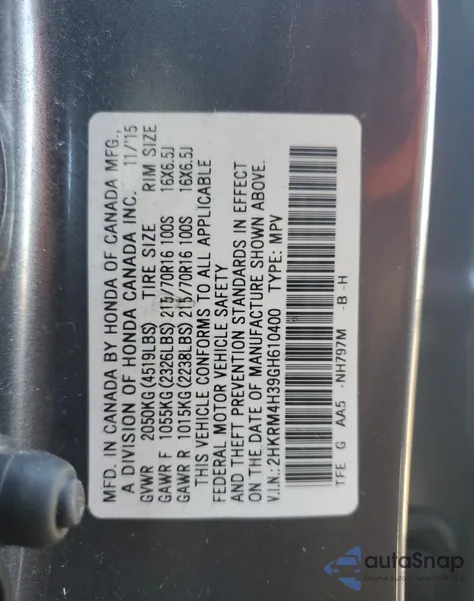 MFD. IN CANADA BY HONDA OF CANADA MFG.,
A DIVISION OF HONDA CANADA INC. 11/15
GVWR 2050KG(4519LBS) TIRE SIZE RIM SIZE
GAWR F 1055KG(2326LBS) 215/70R16 100S 16X6.5J
GAWR R 1015KG(2238LBS) 215/70R16 100S 16X6.5J
THIS VEHICLE CONFORMS TO ALL APPLICABLE
FEDERAL MOTOR VEHICLE SAFETY
AND THEFT PREVENTION STANDARDS IN EFFECT
ON THE DATE OF MANUFACTURE SHOWN ABOVE.
V.I.N.: 2HKRM4H39GH610400 TYPE: MPV
TFE G AA5 -NH797M -B -H
autoSnap